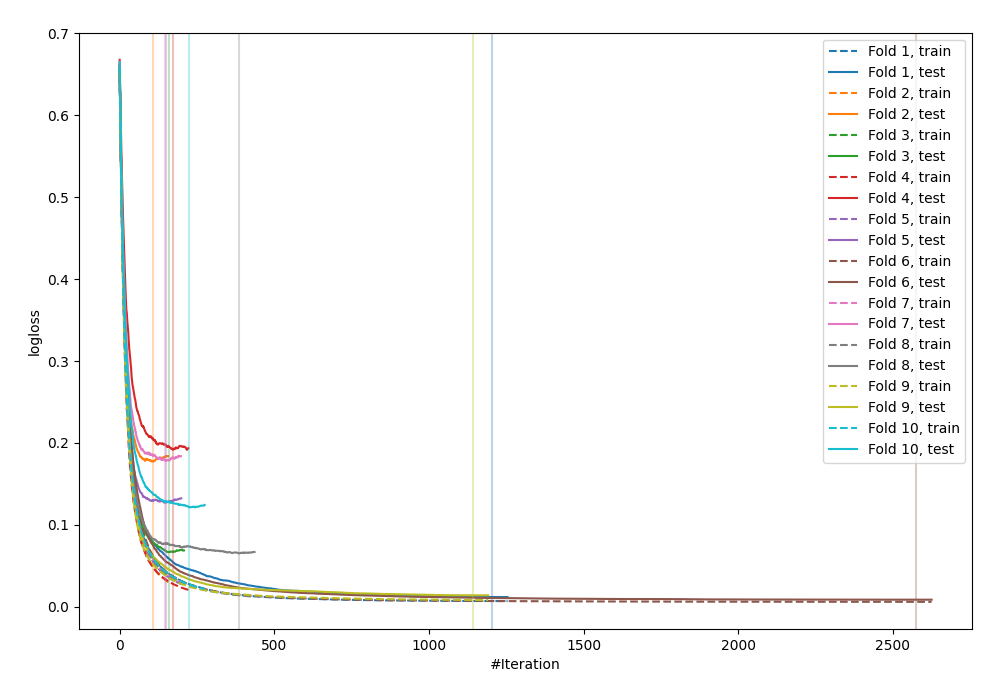 0.7
0.6
0.5
0.4
0.3
0.2
0.1
0.0
logloss
0
500
1000
1500
2000
2500
#Iteration
Fold 1, train
Fold 1, test
Fold 2, train
Fold 2, test
Fold 3, train
Fold 3, test
Fold 4, train
Fold 4, test
Fold 5, train
Fold 5, test
Fold 6, train
Fold 6, test
Fold 7, train
Fold 7, test
Fold 8, train
Fold 8, test
Fold 9, train
Fold 9, test
Fold 10, train
Fold 10, test